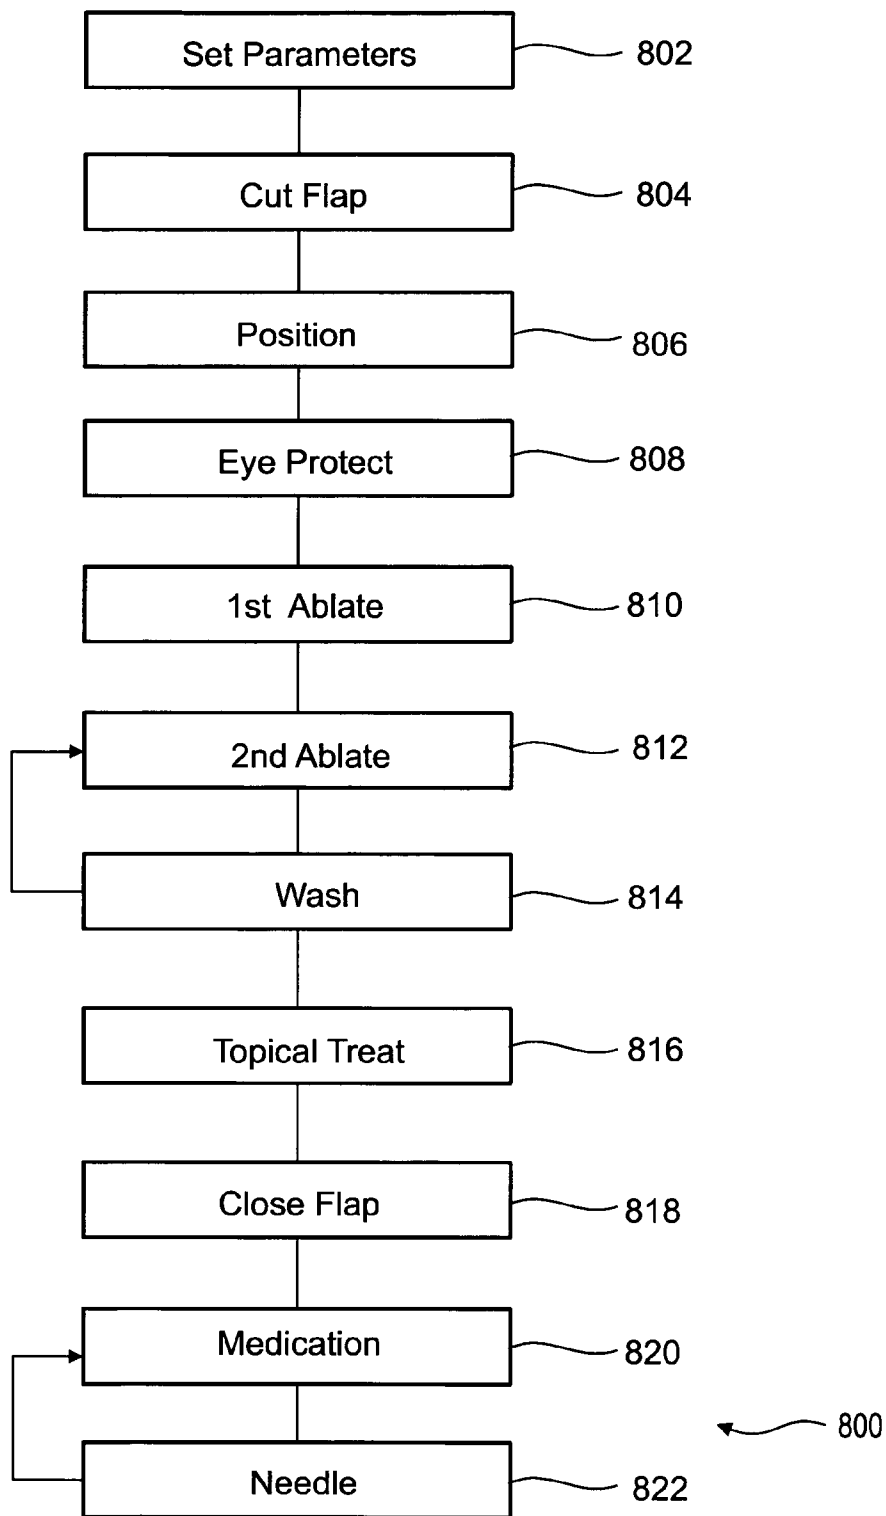 Set Parameters 802
Cut Flap 804
Position 806
Eye Protect 808
1st Ablate 810
2nd Ablate 812
Wash 814
Topical Treat 816
Close Flap 818
Medication 820
800
Needle 822